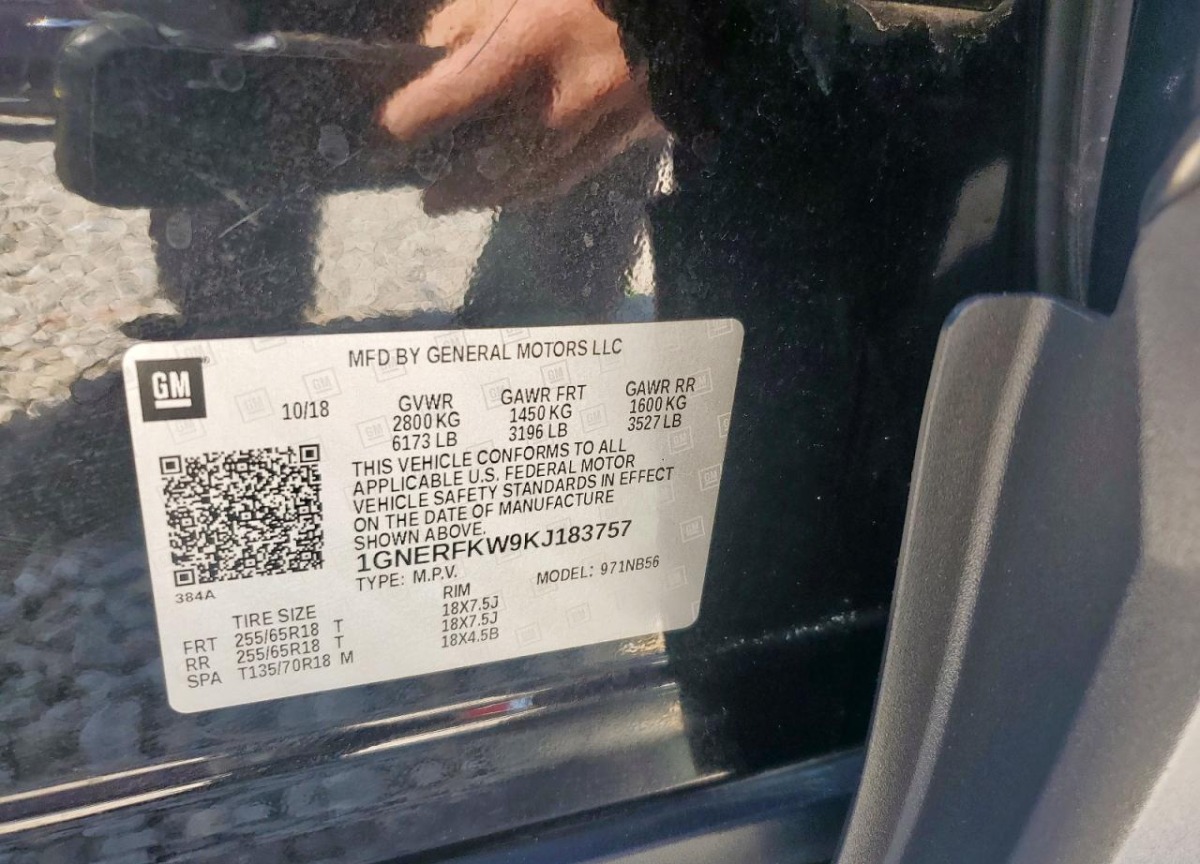 GM
MFD BY GENERAL MOTORS LLC
10/18
GVWR GAWR FRT GAWR RR
2800KG 1450 KG 1600 KG
6173 LB 3196 LB 3527 LB
THIS VEHICLE CONFORMS TO ALL
APPLICABLE U.S. FEDERAL MOTOR
VEHICLE SAFETY STANDARDS IN EFFECT
ON THE DATE OF MANUFACTURE
SHOWN ABOVE.
1GNERFKW9KJ183757
TYPE: M.P.V. MODEL: 971NB56
384A
TIRE SIZE RIM
FRT 255/65R18 T 18X7.5J
RR 255/65R18 T 18X7.5J
SPA T135/70R18 M 18X4.5B